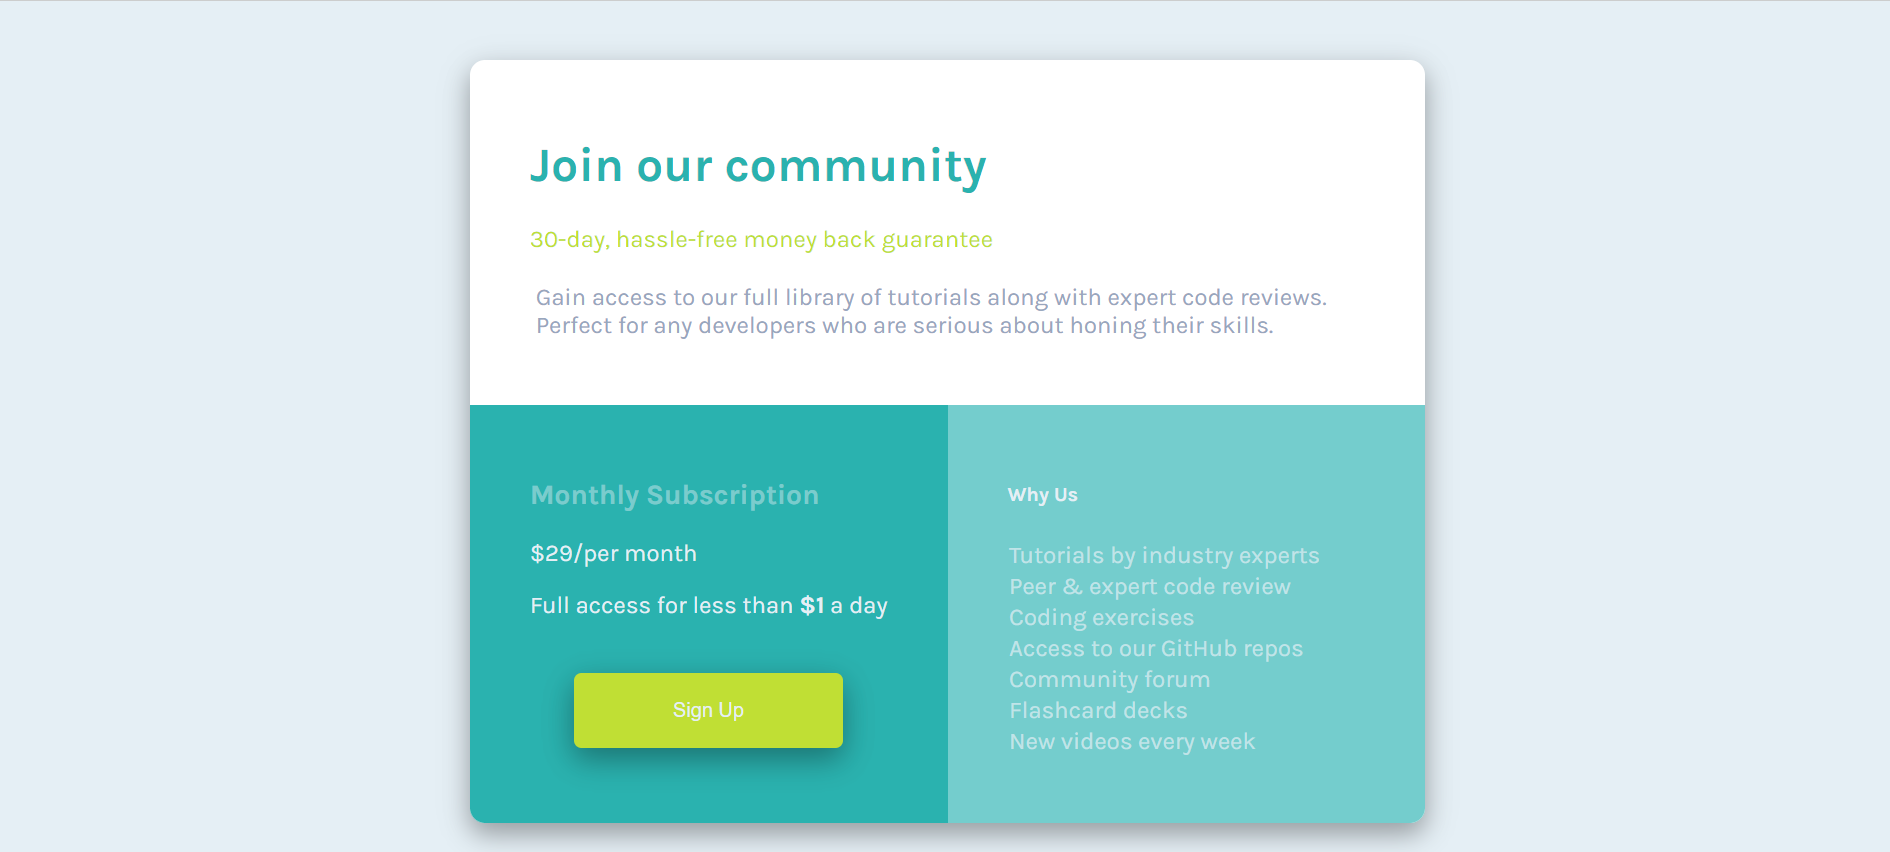 Join our community
30-day, hassle-free money back guarantee
Gain access to our full library of tutorials along with expert code reviews.
Perfect for any developers who are serious about honing their skills.
Monthly Subscription
$29/per month
Full access for less than $1 a day
Sign Up
Why Us
Tutorials by industry experts
Peer & expert code review
Coding exercises
Access to our GitHub repos
Community forum
Flashcard decks
New videos every week